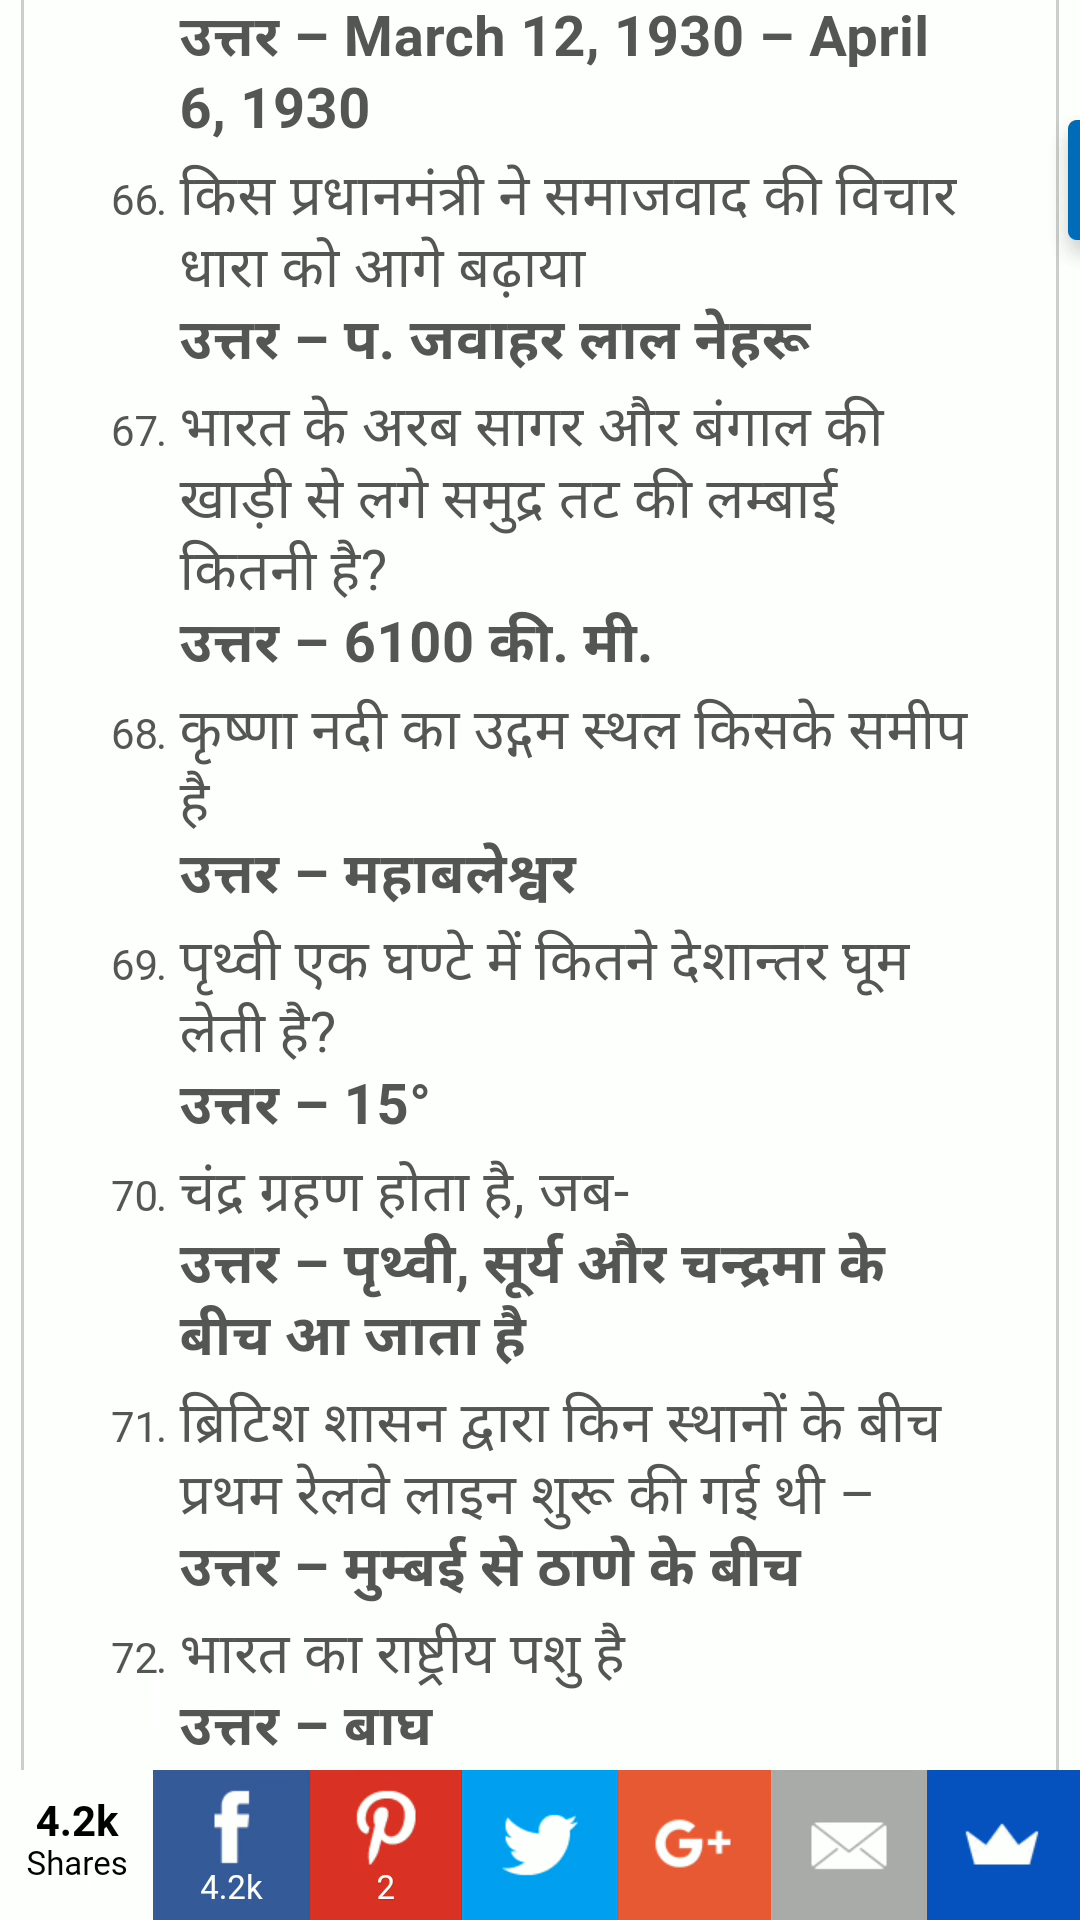 उत्तर – March 12, 1930 – April
6, 1930
66. किस प्रधानमंत्री ने समाजवाद की विचार
धारा को आगे बढ़ाया
उत्तर – प. जवाहर लाल नेहरू
67. भारत के अरब सागर और बंगाल की
खाड़ी से लगे समुद्र तट की लम्बाई
कितनी है?
उत्तर – 6100 की. मी.
68. कृष्णा नदी का उद्गम स्थल किसके समीप
है
उत्तर – महाबलेश्वर
69. पृथ्वी एक घण्टे में कितने देशान्तर घूम
लेती है?
उत्तर – 15°
70. चंद्र ग्रहण होता है, जब-
उत्तर – पृथ्वी, सूर्य और चन्द्रमा के
बीच आ जाता है
71. ब्रिटिश शासन द्वारा किन स्थानों के बीच
प्रथम रेलवे लाइन शुरू की गई थी –
उत्तर – मुम्बई से ठाणे के बीच
72. भारत का राष्ट्रीय पशु है
उत्तर – बाघ
4.2k
Shares
4.2k
2
G+